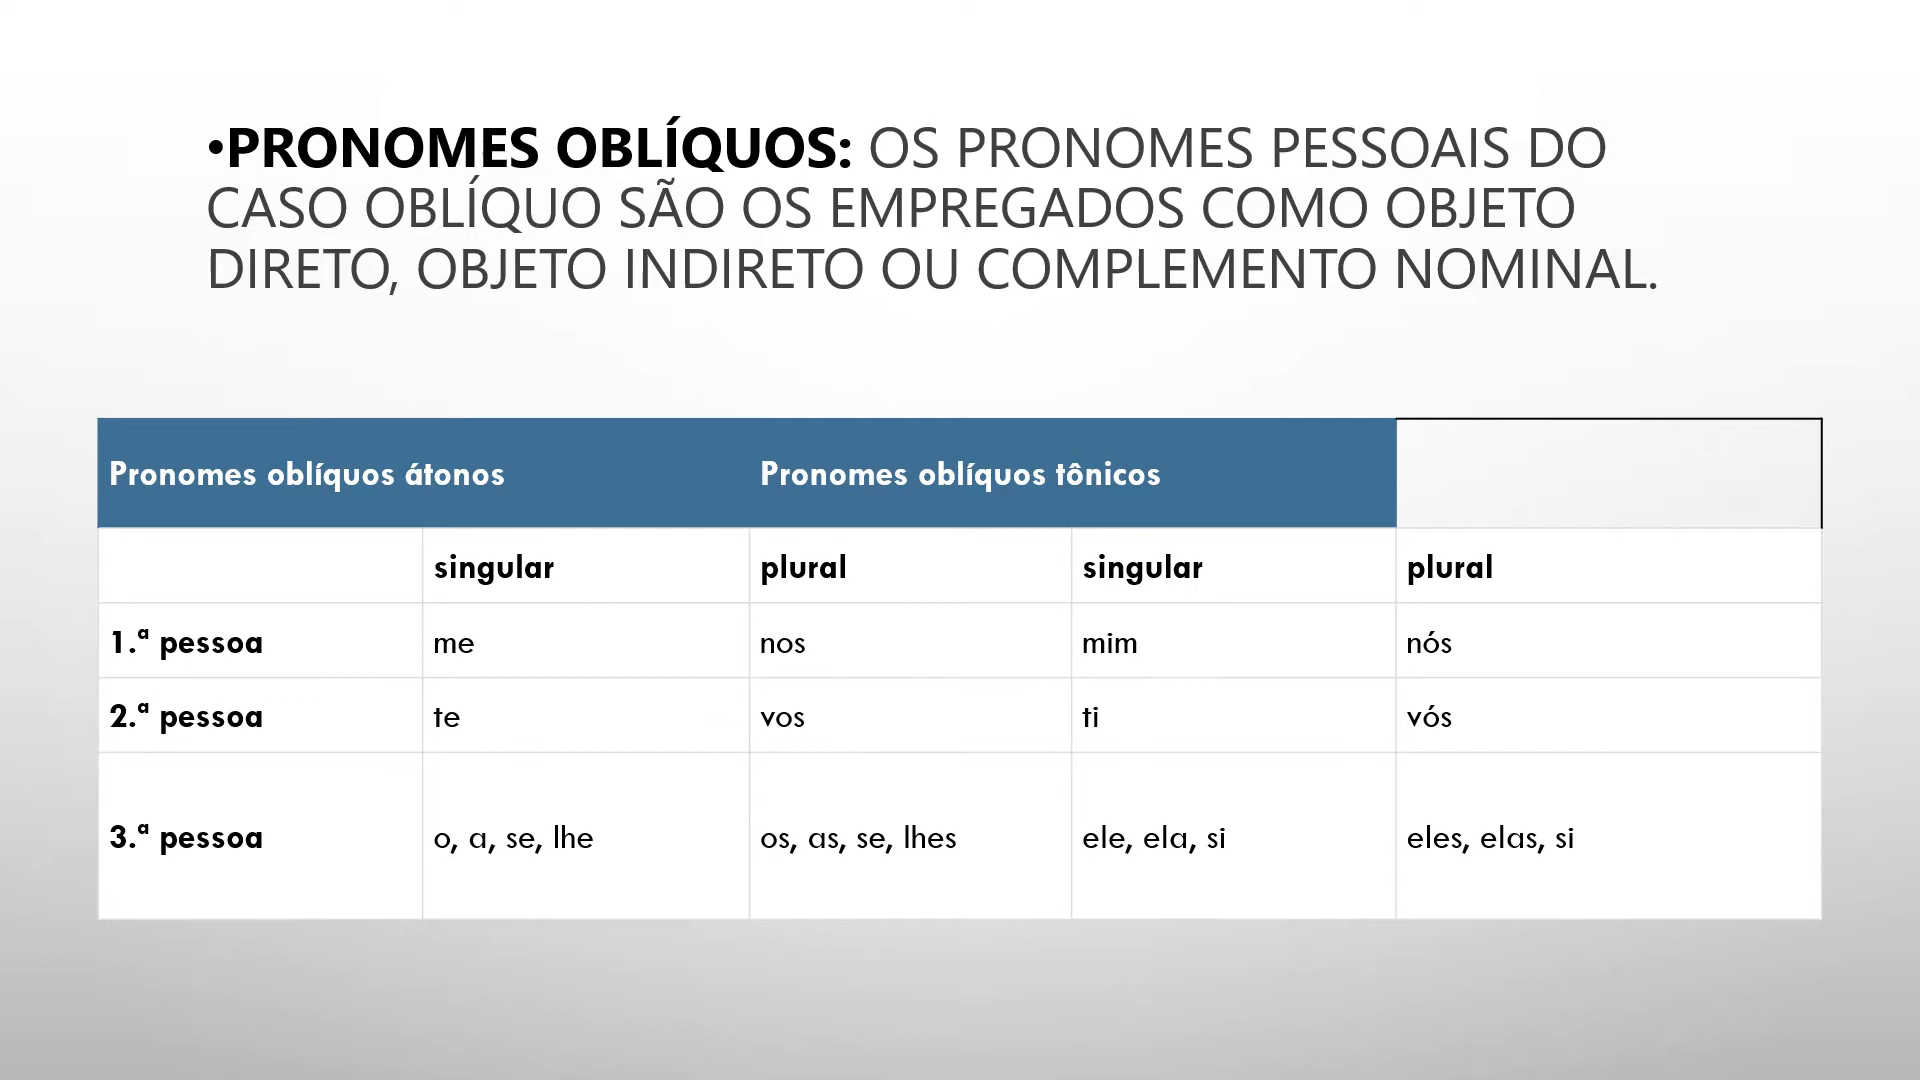 •PRONOMES OBLÍQUOS: OS PRONOMES PESSOAIS DO
CASO OBLÍQUO SÃO OS EMPREGADOS COMO OBJETO
DIRETO, OBJETO INDIRETO OU COMPLEMENTO NOMINAL.
Pronomes oblíquos átonos Pronomes oblíquos tônicos
singular plural singular plural
1.ª pessoa me nos mim nós
2.ª pessoa te vos ti vós
3.ª pessoa o, a, se, lhe os, as, se, lhes ele, ela, si eles, elas, si